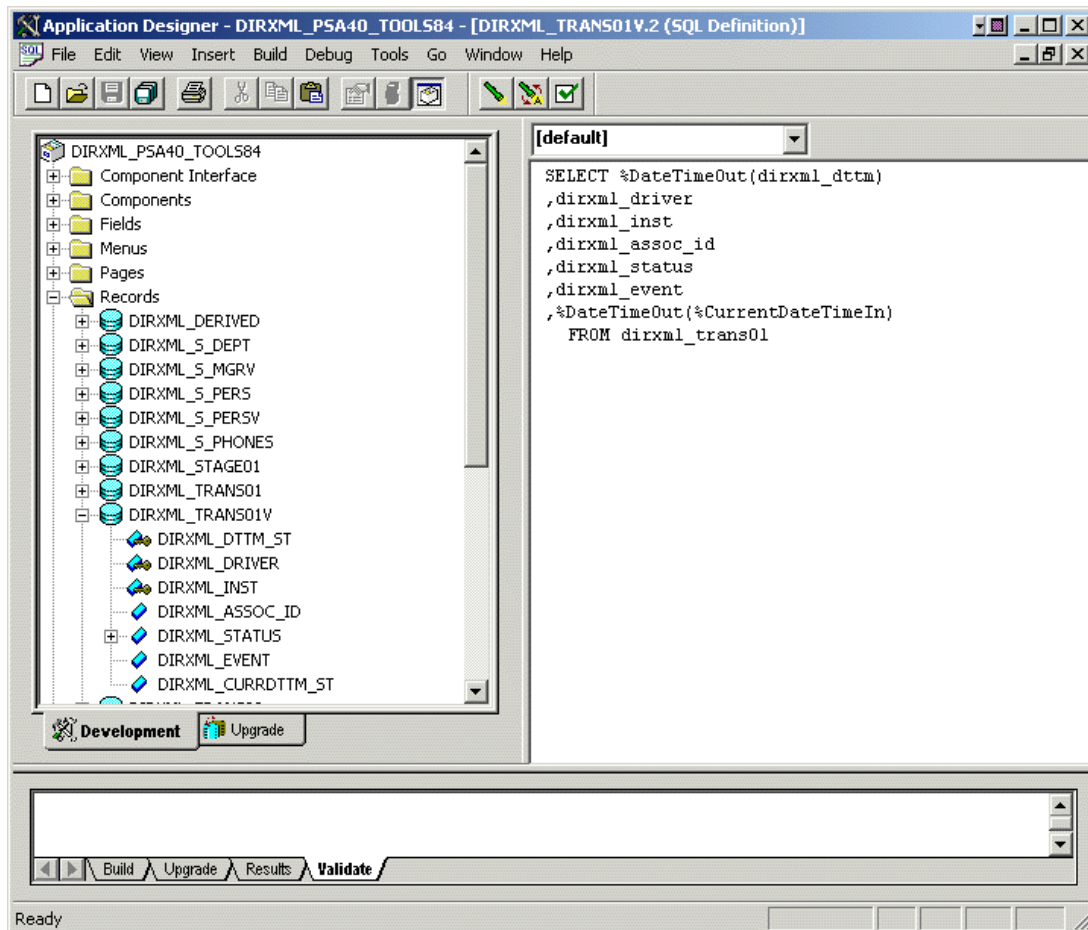 Application Designer - DIRXML_PSA40_TOOLS84 - [DIRXML_TRANS01V.2 (SQL Definition)]
SQL File Edit View Insert Build Debug Tools Go Window Help
DIRXML_PSA40_TOOLS84
Component Interface
Components
Fields
Menus
Pages
Records
DIRXML_DERIVED
DIRXML_S_DEPT
DIRXML_S_MGRV
DIRXML_S_PERS
DIRXML_S_PERSV
DIRXML_S_PHONES
DIRXML_STAGE01
DIRXML_TRANS01
DIRXML_TRANS01V
DIRXML_DTTM_ST
DIRXML_DRIVER
DIRXML_INST
DIRXML_ASSOC_ID
DIRXML_STATUS
DIRXML_EVENT
DIRXML_CURRDTTM_ST
Development Upgrade
[default]
SELECT %DateTimeOut(dirxml_dttm)
,dirxml_driver
,dirxml_inst
,dirxml_assoc_id
,dirxml_status
,dirxml_event
,%DateTimeOut(%CurrentDateTimeIn)
FROM dirxml_trans01
Build Upgrade Results Validate
Ready